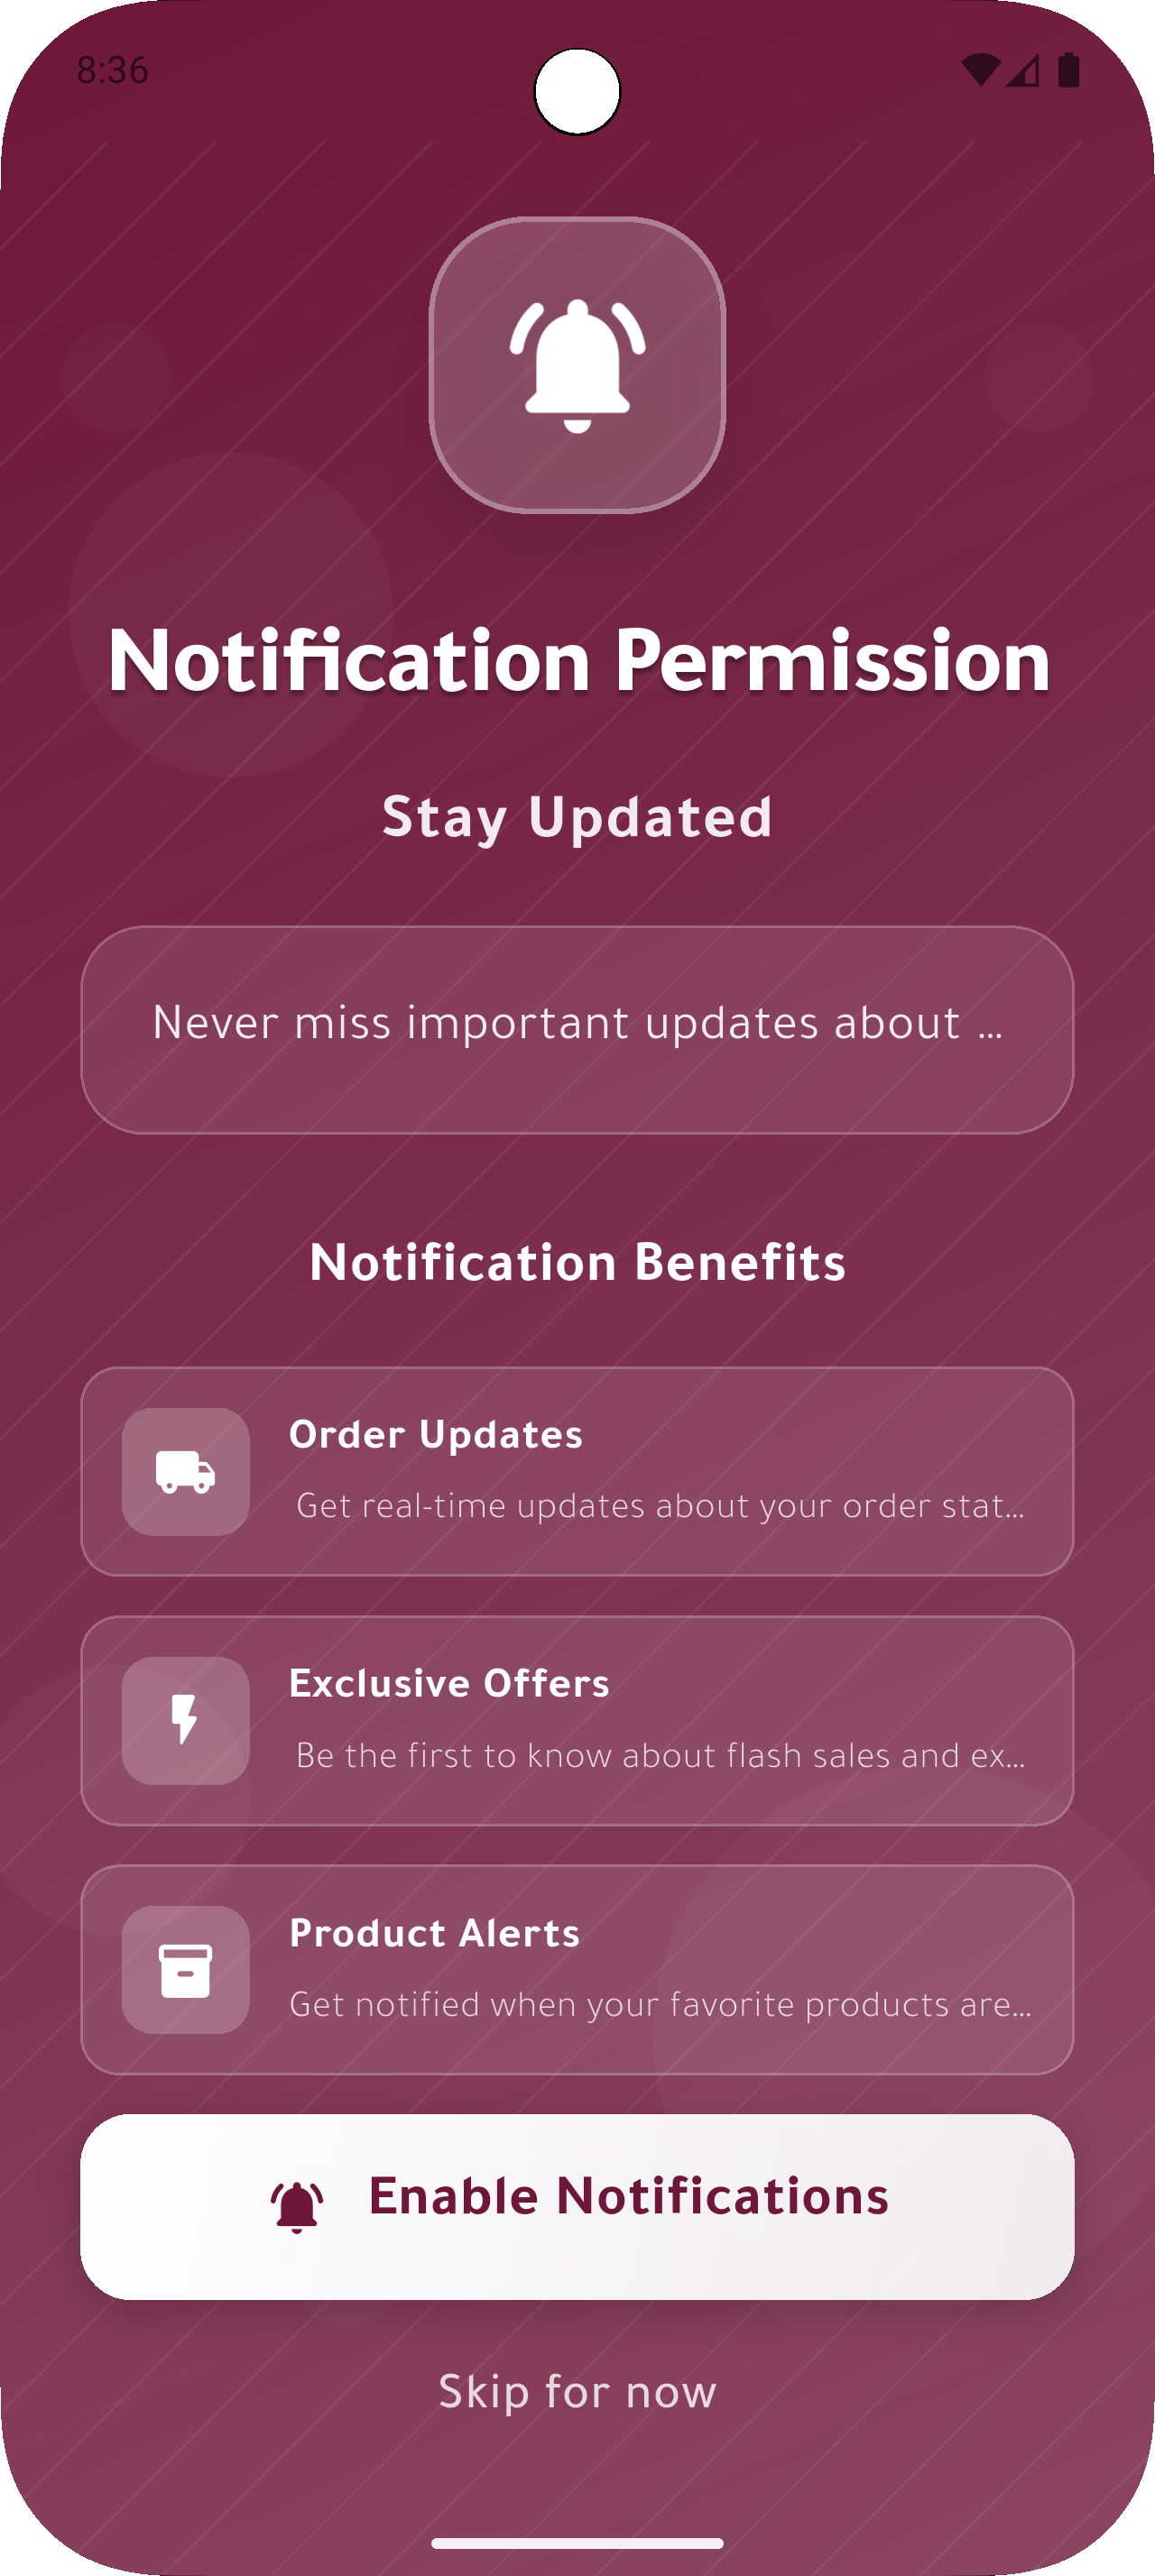 8:36
Notification Permission
Stay Updated
Never miss important updates about ...
Notification Benefits
Order Updates
Get real-time updates about your order stat...
Exclusive Offers
Be the first to know about flash sales and ex...
Product Alerts
Get notified when your favorite products are...
Enable Notifications
Skip for now